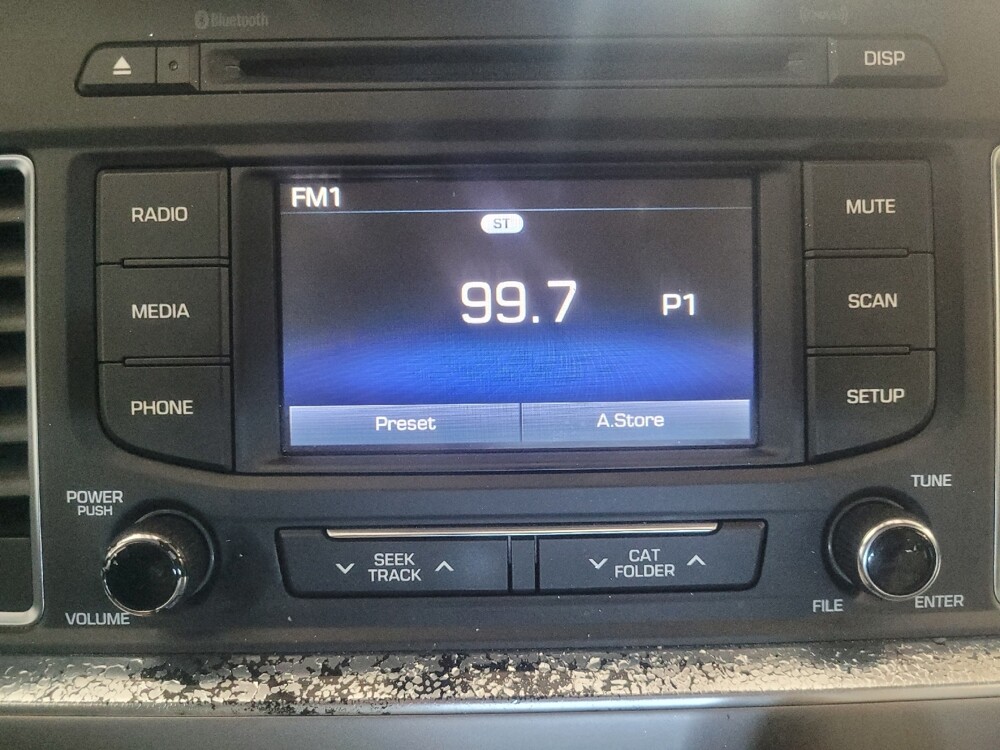 Bluetooth
DISP
RADIO
MEDIA
PHONE
FM1
ST
99.7
P1
Preset
A.Store
MUTE
SCAN
SETUP
POWER
PUSH
VOLUME
SEEK
TRACK
CAT
FOLDER
TUNE
FILE
ENTER